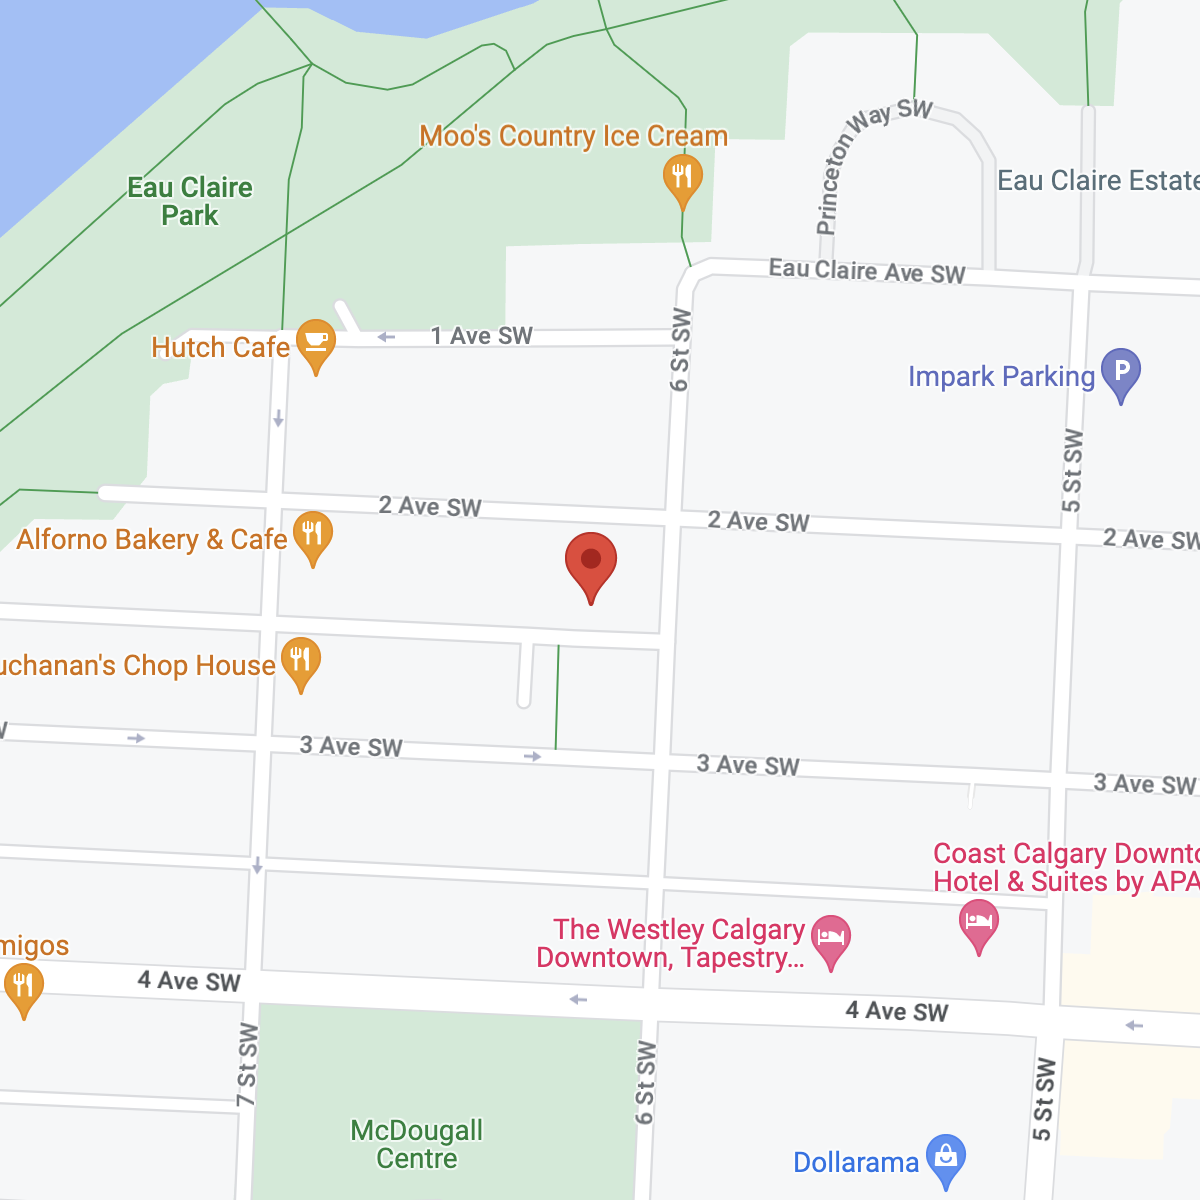 Moo's Country Ice Cream
Princeton Way SW
Eau Claire Estate
Eau Claire
Park
Eau Claire Ave SW
Hutch Cafe
1 Ave SW
6 St SW
Impark Parking
P
5 St SW
2 Ave SW
2 Ave SW
2 Ave SW
Alforno Bakery & Cafe
uchanan's Chop House
3 Ave SW
3 Ave SW
3 Ave SW
Coast Calgary Downto
Hotel & Suites by APA
The Westley Calgary
Downtown, Tapestry...
migos
4 Ave SW
4 Ave SW
7 St SW
6 St SW
5 St SW
McDougall
Centre
Dollarama